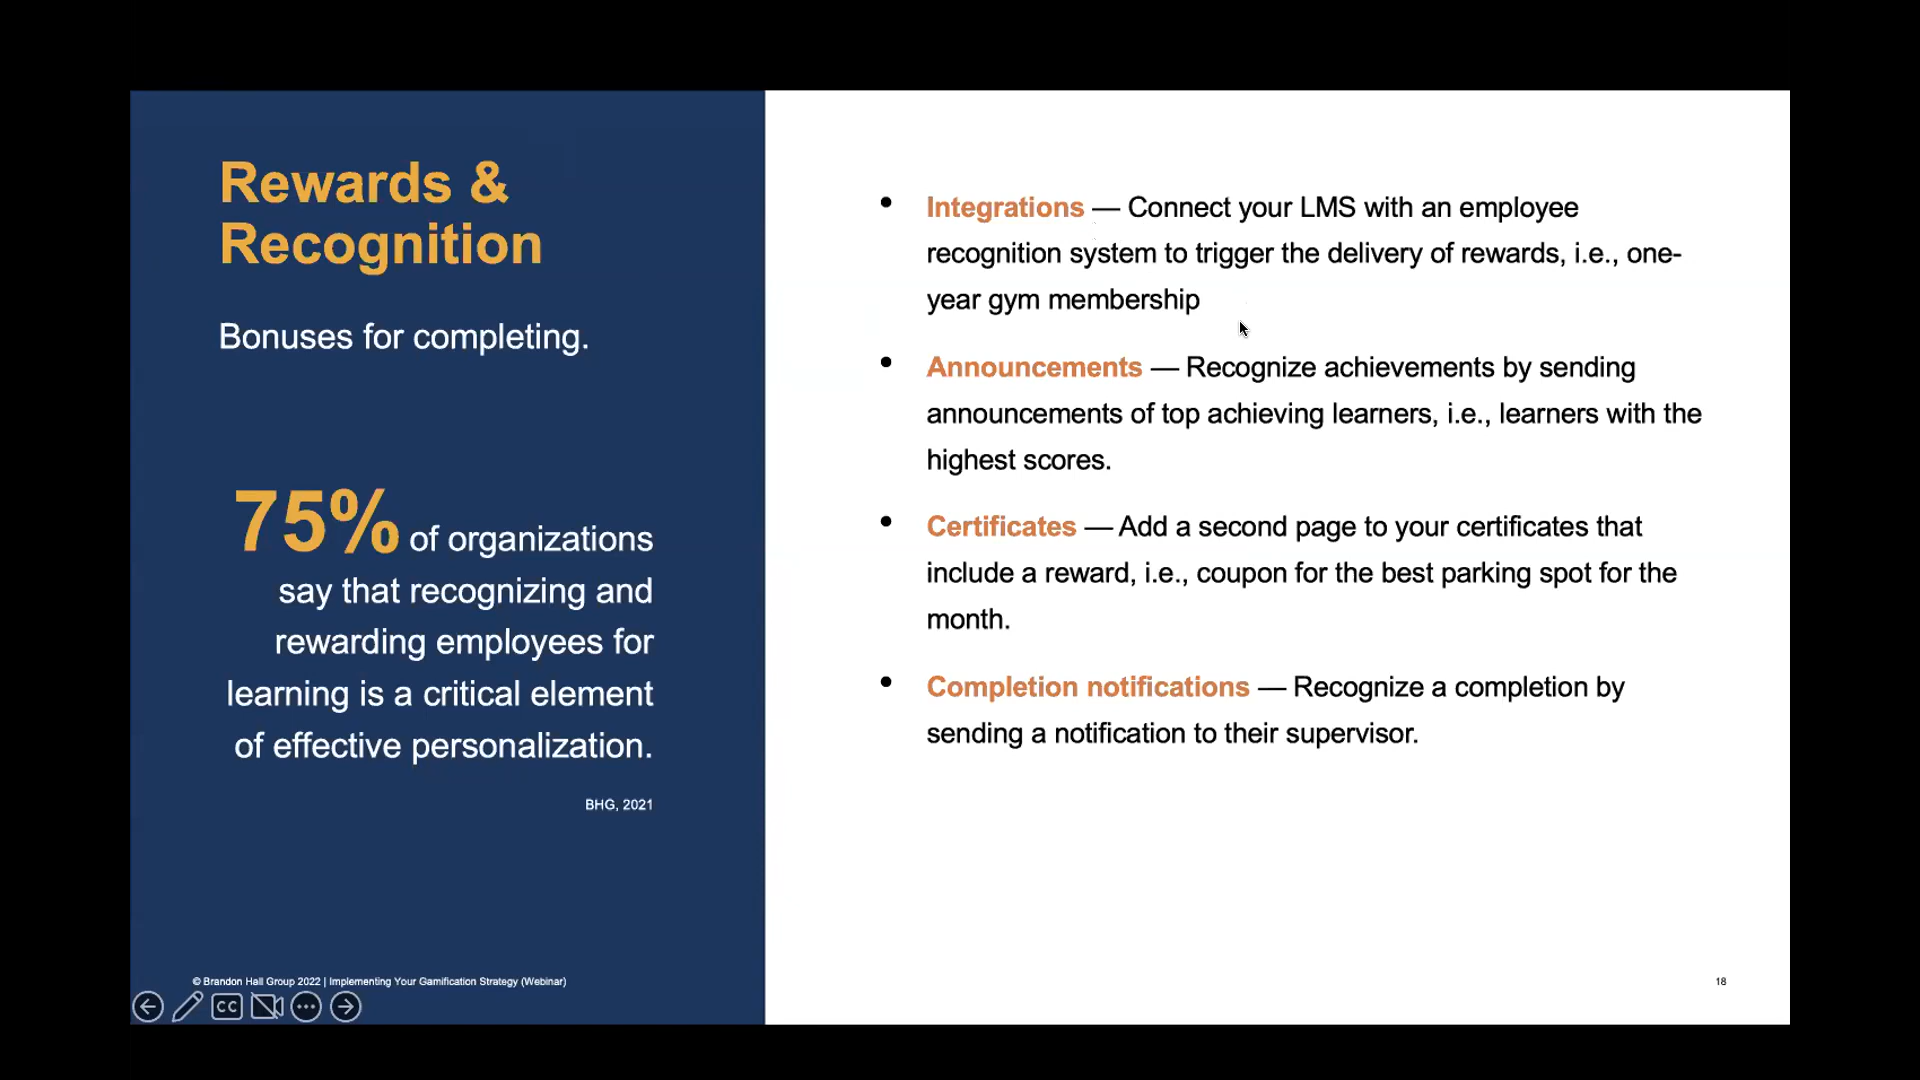 Rewards &
Recognition
Bonuses for completing.
75% of organizations
say that recognizing and
rewarding employees for
learning is a critical element
of effective personalization.
BHG, 2021
• Integrations — Connect your LMS with an employee
recognition system to trigger the delivery of rewards, i.e., one-
year gym membership
• Announcements — Recognize achievements by sending
announcements of top achieving learners, i.e., learners with the
highest scores.
• Certificates — Add a second page to your certificates that
include a reward, i.e., coupon for the best parking spot for the
month.
• Completion notifications — Recognize a completion by
sending a notification to their supervisor.
© Brandon Hall Group 2022 | Implementing Your Gamification Strategy (Webinar)
18
CC